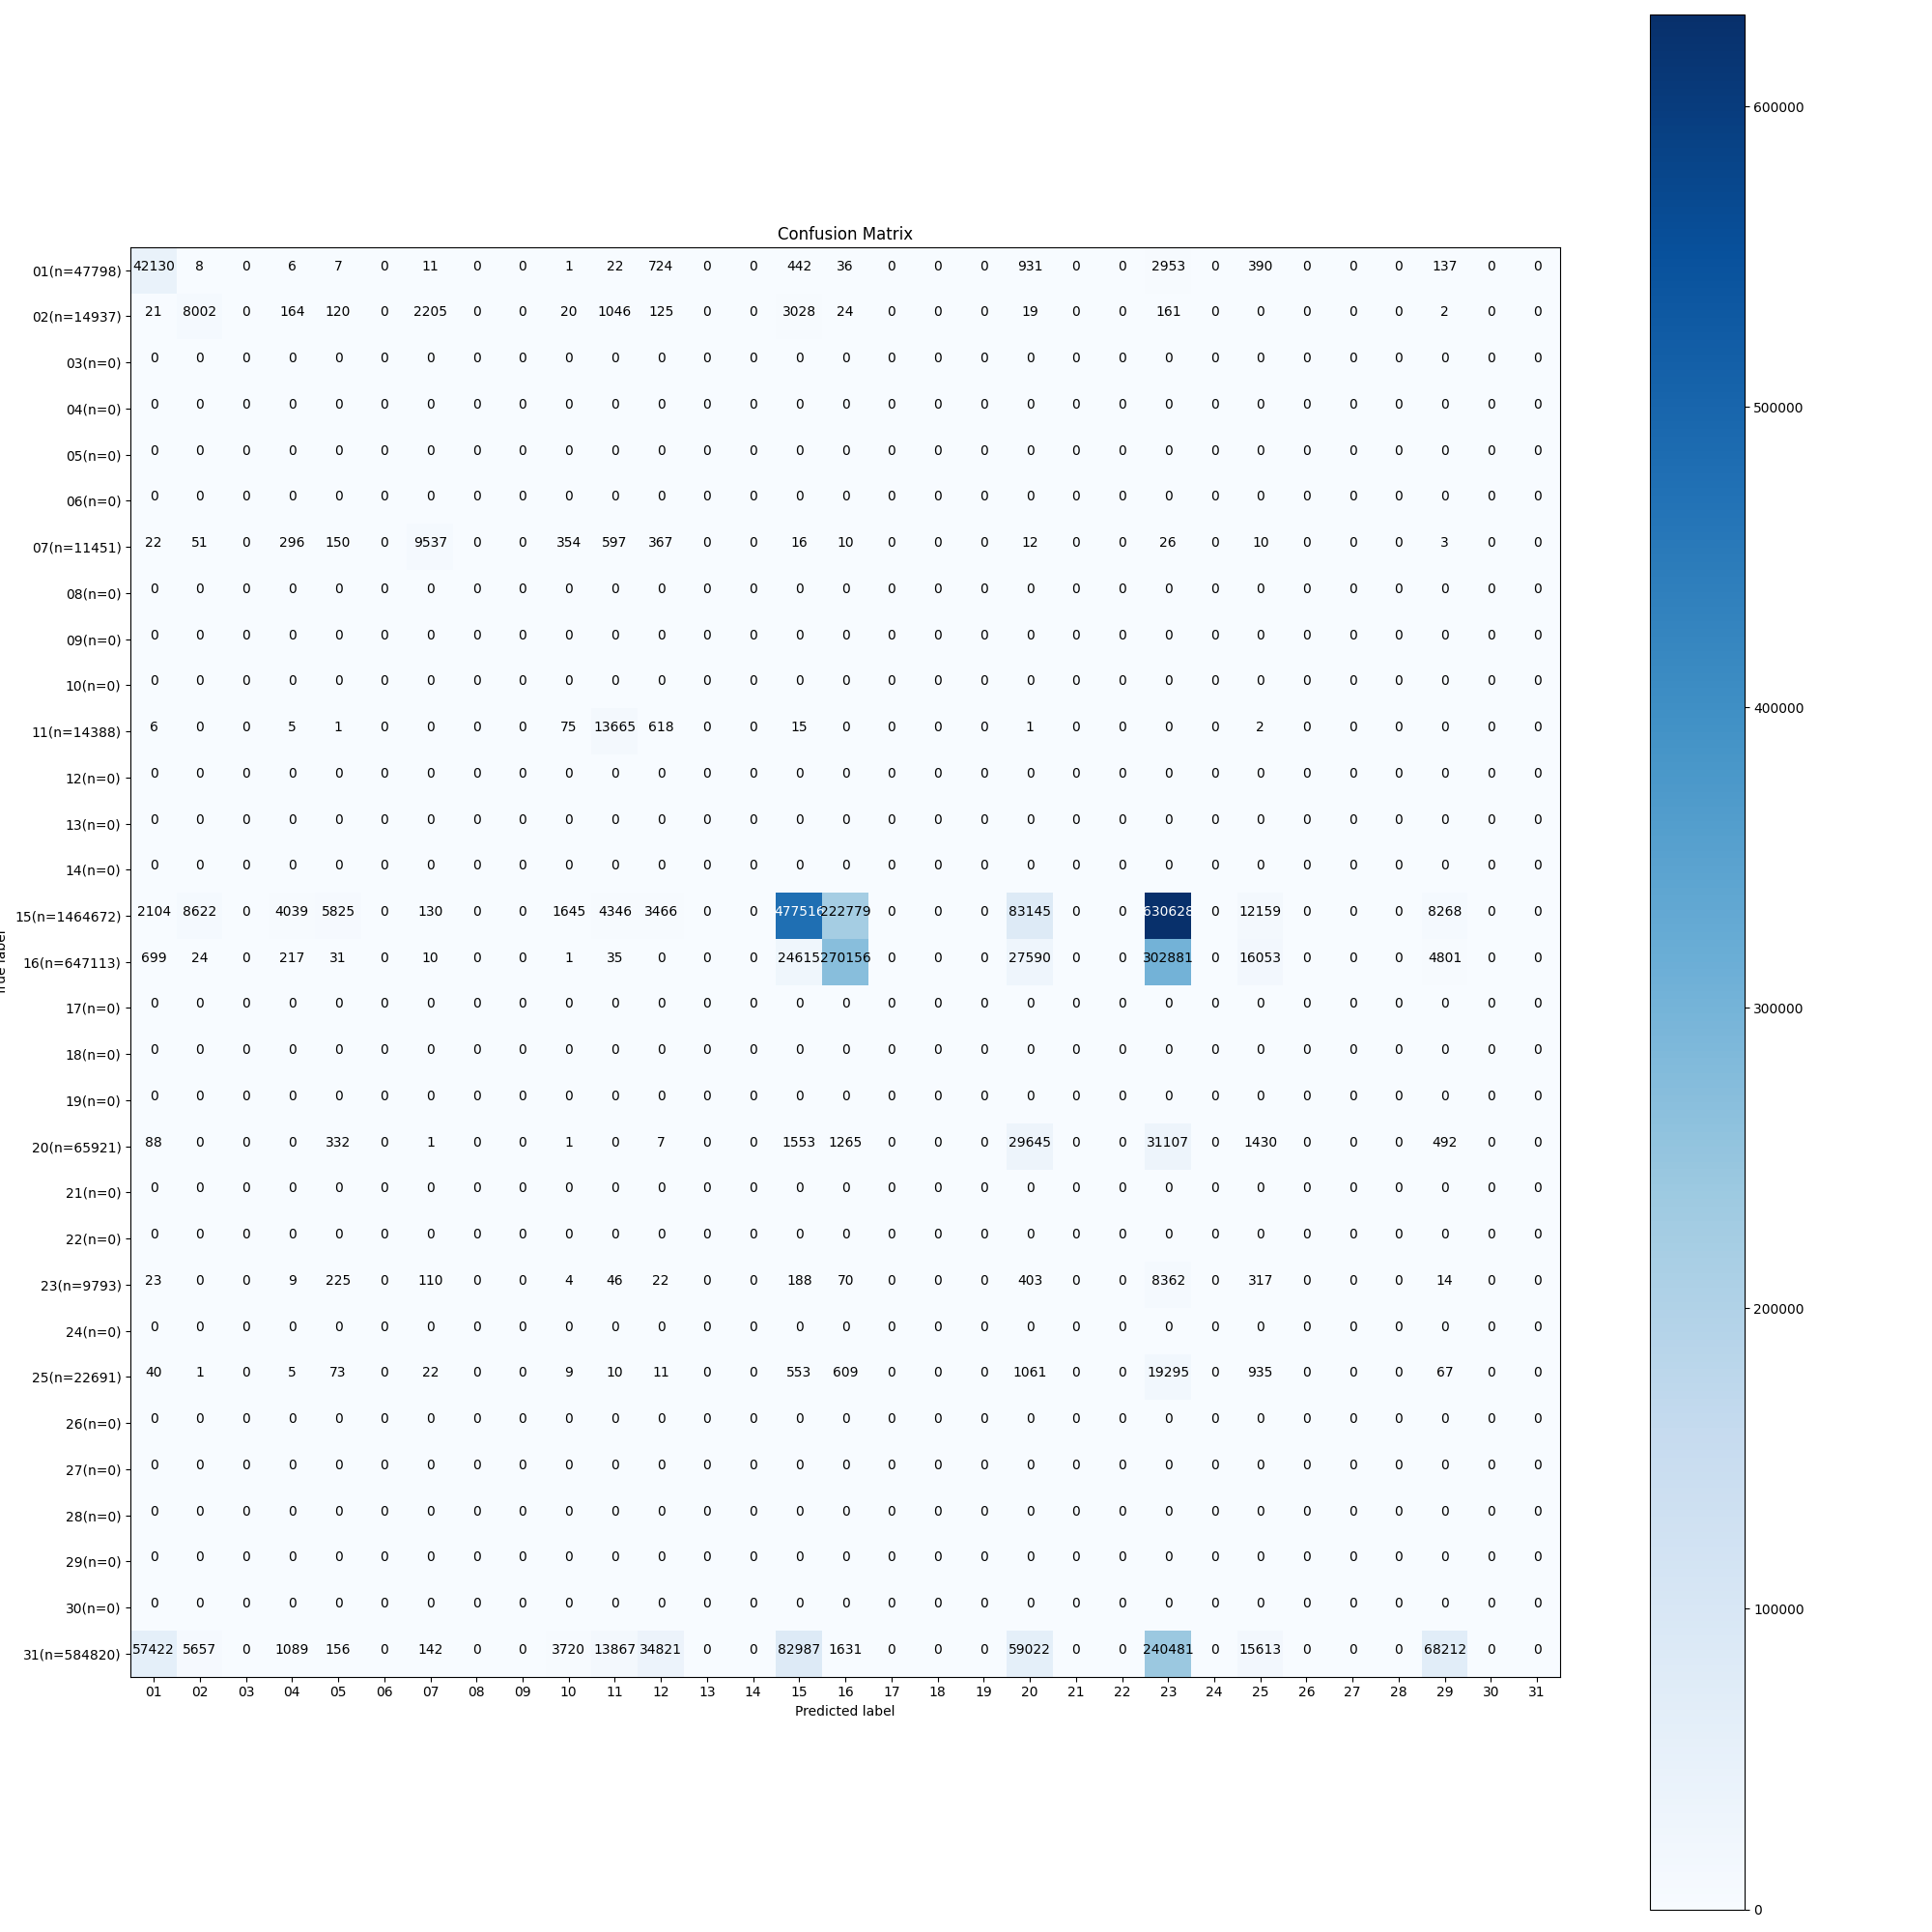 Confusion Matrix
01(n=47798) 42130 8 0 6 7 0 11 0 0 1 22 724 0 0 442 36 0 0 0 931 0 0 2953 0 390 0 0 0 137 0 0
02(n=14937) 21 8002 0 164 120 0 2205 0 0 20 1046 125 0 0 3028 24 0 0 0 19 0 0 161 0 0 0 0 0 2 0 0
03(n=0) 0 0 0 0 0 0 0 0 0 0 0 0 0 0 0 0 0 0 0 0 0 0 0 0 0 0 0 0 0 0 0
04(n=0) 0 0 0 0 0 0 0 0 0 0 0 0 0 0 0 0 0 0 0 0 0 0 0 0 0 0 0 0 0 0 0
05(n=0) 0 0 0 0 0 0 0 0 0 0 0 0 0 0 0 0 0 0 0 0 0 0 0 0 0 0 0 0 0 0 0
06(n=0) 0 0 0 0 0 0 0 0 0 0 0 0 0 0 0 0 0 0 0 0 0 0 0 0 0 0 0 0 0 0 0
07(n=11451) 22 51 0 296 150 0 9537 0 0 354 597 367 0 0 16 10 0 0 0 12 0 0 26 0 10 0 0 0 3 0 0
08(n=0) 0 0 0 0 0 0 0 0 0 0 0 0 0 0 0 0 0 0 0 0 0 0 0 0 0 0 0 0 0 0 0
09(n=0) 0 0 0 0 0 0 0 0 0 0 0 0 0 0 0 0 0 0 0 0 0 0 0 0 0 0 0 0 0 0 0
10(n=0) 0 0 0 0 0 0 0 0 0 0 0 0 0 0 0 0 0 0 0 0 0 0 0 0 0 0 0 0 0 0 0
11(n=14388) 6 0 0 5 1 0 0 0 0 75 13665 618 0 0 15 0 0 0 0 1 0 0 0 0 2 0 0 0 0 0 0
12(n=0) 0 0 0 0 0 0 0 0 0 0 0 0 0 0 0 0 0 0 0 0 0 0 0 0 0 0 0 0 0 0 0
13(n=0) 0 0 0 0 0 0 0 0 0 0 0 0 0 0 0 0 0 0 0 0 0 0 0 0 0 0 0 0 0 0 0
14(n=0) 0 0 0 0 0 0 0 0 0 0 0 0 0 0 0 0 0 0 0 0 0 0 0 0 0 0 0 0 0 0 0
15(n=1464672) 2104 8622 0 4039 5825 0 130 0 0 1645 4346 3466 0 0 477516 222779 0 0 0 83145 0 0 630628 0 12159 0 0 0 8268 0 0
16(n=647113) 699 24 0 217 31 0 10 0 0 1 35 0 0 0 24615 270156 0 0 0 27590 0 0 302881 0 16053 0 0 0 4801 0 0
17(n=0) 0 0 0 0 0 0 0 0 0 0 0 0 0 0 0 0 0 0 0 0 0 0 0 0 0 0 0 0 0 0 0
18(n=0) 0 0 0 0 0 0 0 0 0 0 0 0 0 0 0 0 0 0 0 0 0 0 0 0 0 0 0 0 0 0 0
19(n=0) 0 0 0 0 0 0 0 0 0 0 0 0 0 0 0 0 0 0 0 0 0 0 0 0 0 0 0 0 0 0 0
20(n=65921) 88 0 0 0 332 0 1 0 0 1 0 7 0 0 1553 1265 0 0 0 29645 0 0 31107 0 1430 0 0 0 492 0 0
21(n=0) 0 0 0 0 0 0 0 0 0 0 0 0 0 0 0 0 0 0 0 0 0 0 0 0 0 0 0 0 0 0 0
22(n=0) 0 0 0 0 0 0 0 0 0 0 0 0 0 0 0 0 0 0 0 0 0 0 0 0 0 0 0 0 0 0 0
23(n=9793) 23 0 0 9 225 0 110 0 0 4 46 22 0 0 188 70 0 0 0 403 0 0 8362 0 317 0 0 0 14 0 0
24(n=0) 0 0 0 0 0 0 0 0 0 0 0 0 0 0 0 0 0 0 0 0 0 0 0 0 0 0 0 0 0 0 0
25(n=22691) 40 1 0 5 73 0 22 0 0 9 10 11 0 0 553 609 0 0 0 1061 0 0 19295 0 935 0 0 0 67 0 0
26(n=0) 0 0 0 0 0 0 0 0 0 0 0 0 0 0 0 0 0 0 0 0 0 0 0 0 0 0 0 0 0 0 0
27(n=0) 0 0 0 0 0 0 0 0 0 0 0 0 0 0 0 0 0 0 0 0 0 0 0 0 0 0 0 0 0 0 0
28(n=0) 0 0 0 0 0 0 0 0 0 0 0 0 0 0 0 0 0 0 0 0 0 0 0 0 0 0 0 0 0 0 0
29(n=0) 0 0 0 0 0 0 0 0 0 0 0 0 0 0 0 0 0 0 0 0 0 0 0 0 0 0 0 0 0 0 0
30(n=0) 0 0 0 0 0 0 0 0 0 0 0 0 0 0 0 0 0 0 0 0 0 0 0 0 0 0 0 0 0 0 0
31(n=584820) 57422 5657 0 1089 156 0 142 0 0 3720 13867 34821 0 0 82987 1631 0 0 0 59022 0 0 240481 0 15613 0 0 0 68212 0 0
01 02 03 04 05 06 07 08 09 10 11 12 13 14 15 16 17 18 19 20 21 22 23 24 25 26 27 28 29 30 31
Predicted label
600000
500000
400000
300000
200000
100000
0